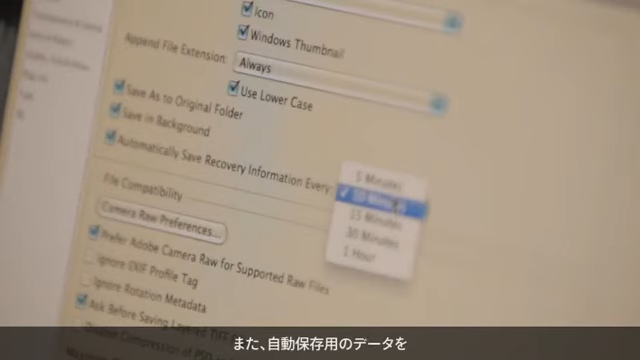 Icon
Windows Thumbnail
Append File Extension: Always
Use Lower Case
Save As to Original Folder
Save in Background
Automatically Save Recovery Information Every:
5 Minutes
10 Minutes
15 Minutes
30 Minutes
1 Hour
File Compatibility
Camera Raw Preferences...
Prefer Adobe Camera Raw for Supported Raw Files
Ignore EXIF Profile Tag
Ignore Rotation Metadata
Ask Before Saving Layered TIFF
また、自動保存用のデータを